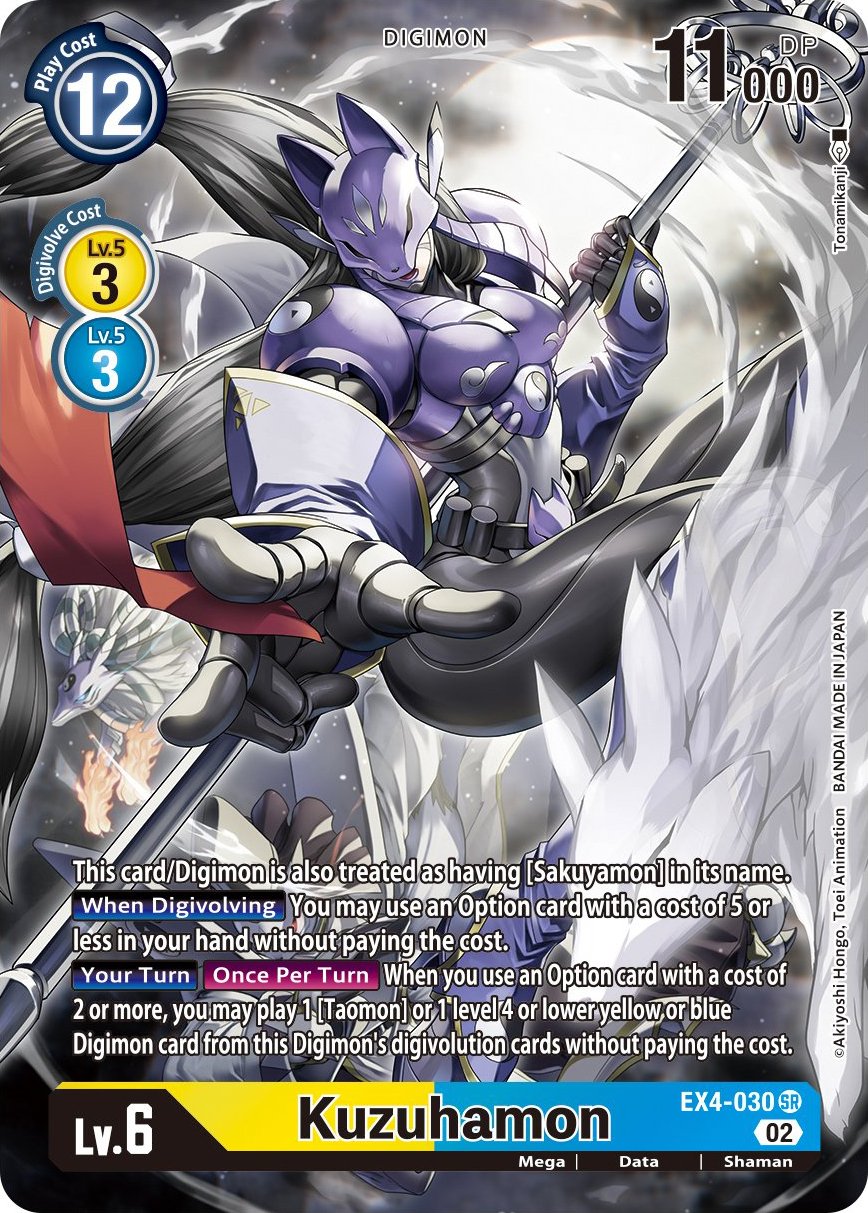 DIGIMON
Play Cost
12
11000
DP
Digivolve Cost
Lv.5
3
Lv.5
3
Tonamikanji
©Akiyoshi Hongo, Toei Animation BANDAI MADE IN JAPAN
This card/Digimon is also treated as having [Sakuyamon] in its name.
When Digivolving You may use an Option card with a cost of 5 or
less in your hand without paying the cost.
Your Turn Once Per Turn When you use an Option card with a cost of
2 or more, you may play 1 [Taomon] or 1 level 4 or lower yellow or blue
Digimon card from this Digimon's digivolution cards without paying the cost.
Lv.6
Kuzuhamon
EX4-030 SR
02
Mega | Data | Shaman